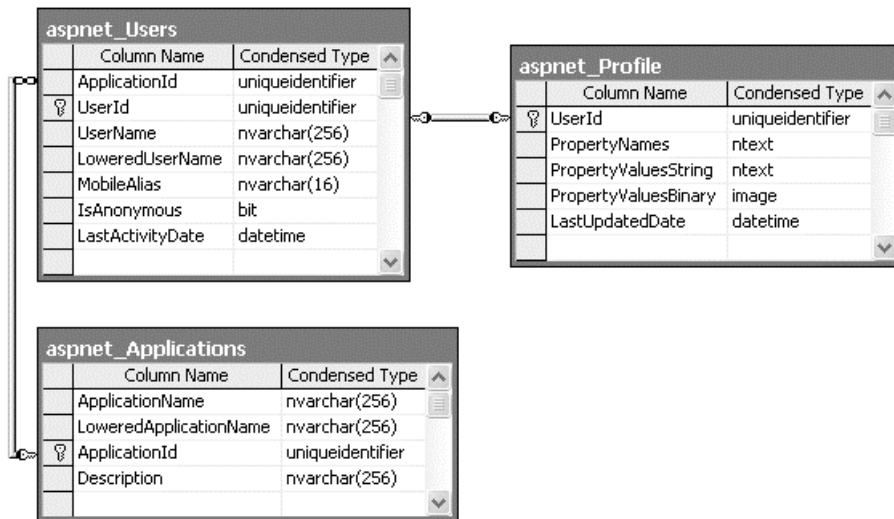 aspnet_Users
Column Name Condensed Type
ApplicationId uniqueidentifier
UserId uniqueidentifier
UserName nvarchar(256)
LoweredUserName nvarchar(256)
MobileAlias nvarchar(16)
IsAnonymous bit
LastActivityDate datetime
aspnet_Profile
Column Name Condensed Type
UserId uniqueidentifier
PropertyNames ntext
PropertyValuesString ntext
PropertyValuesBinary image
LastUpdatedDate datetime
aspnet_Applications
Column Name Condensed Type
ApplicationName nvarchar(256)
LoweredApplicationName nvarchar(256)
ApplicationId uniqueidentifier
Description nvarchar(256)